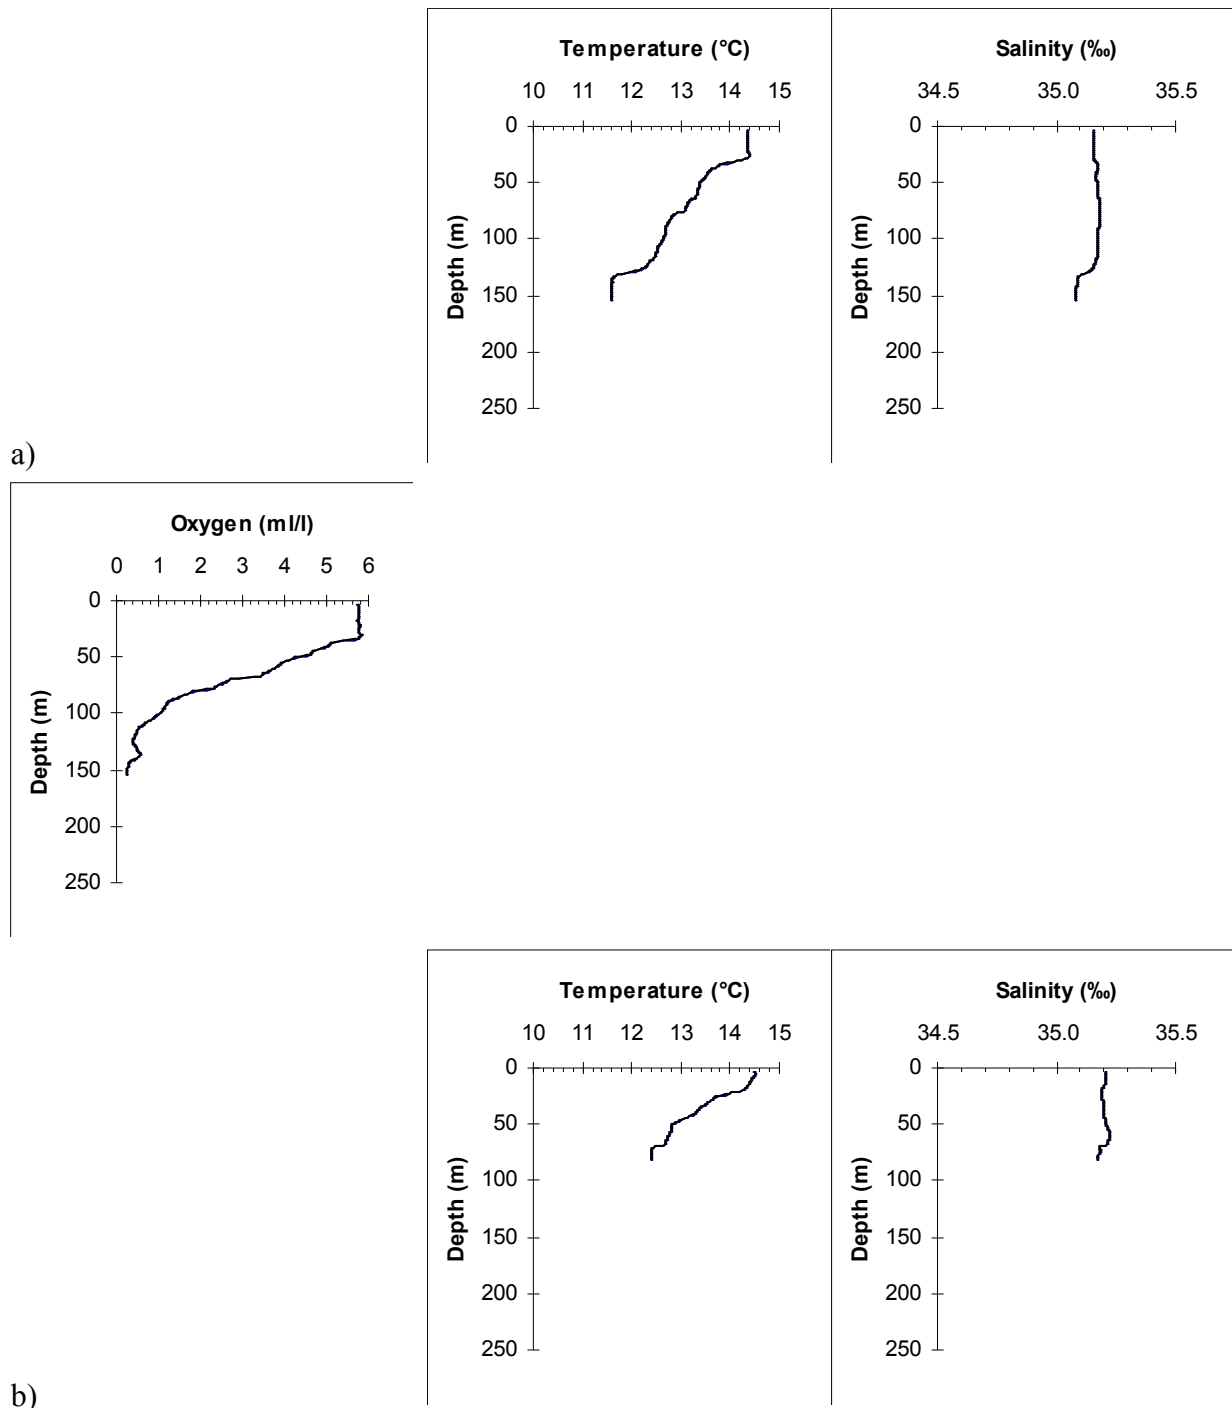 Temperature (°C)
10 11 12 13 14 15
0
50
100
150
200
250
Depth (m)
Salinity (‰)
34.5 35.0 35.5
0
50
100
150
200
250
Depth (m)
a)
Oxygen (ml/l)
0 1 2 3 4 5 6
0
50
100
150
200
250
Depth (m)
Temperature (°C)
10 11 12 13 14 15
0
50
100
150
200
250
Depth (m)
Salinity (‰)
34.5 35.0 35.5
0
50
100
150
200
250
Depth (m)
b)